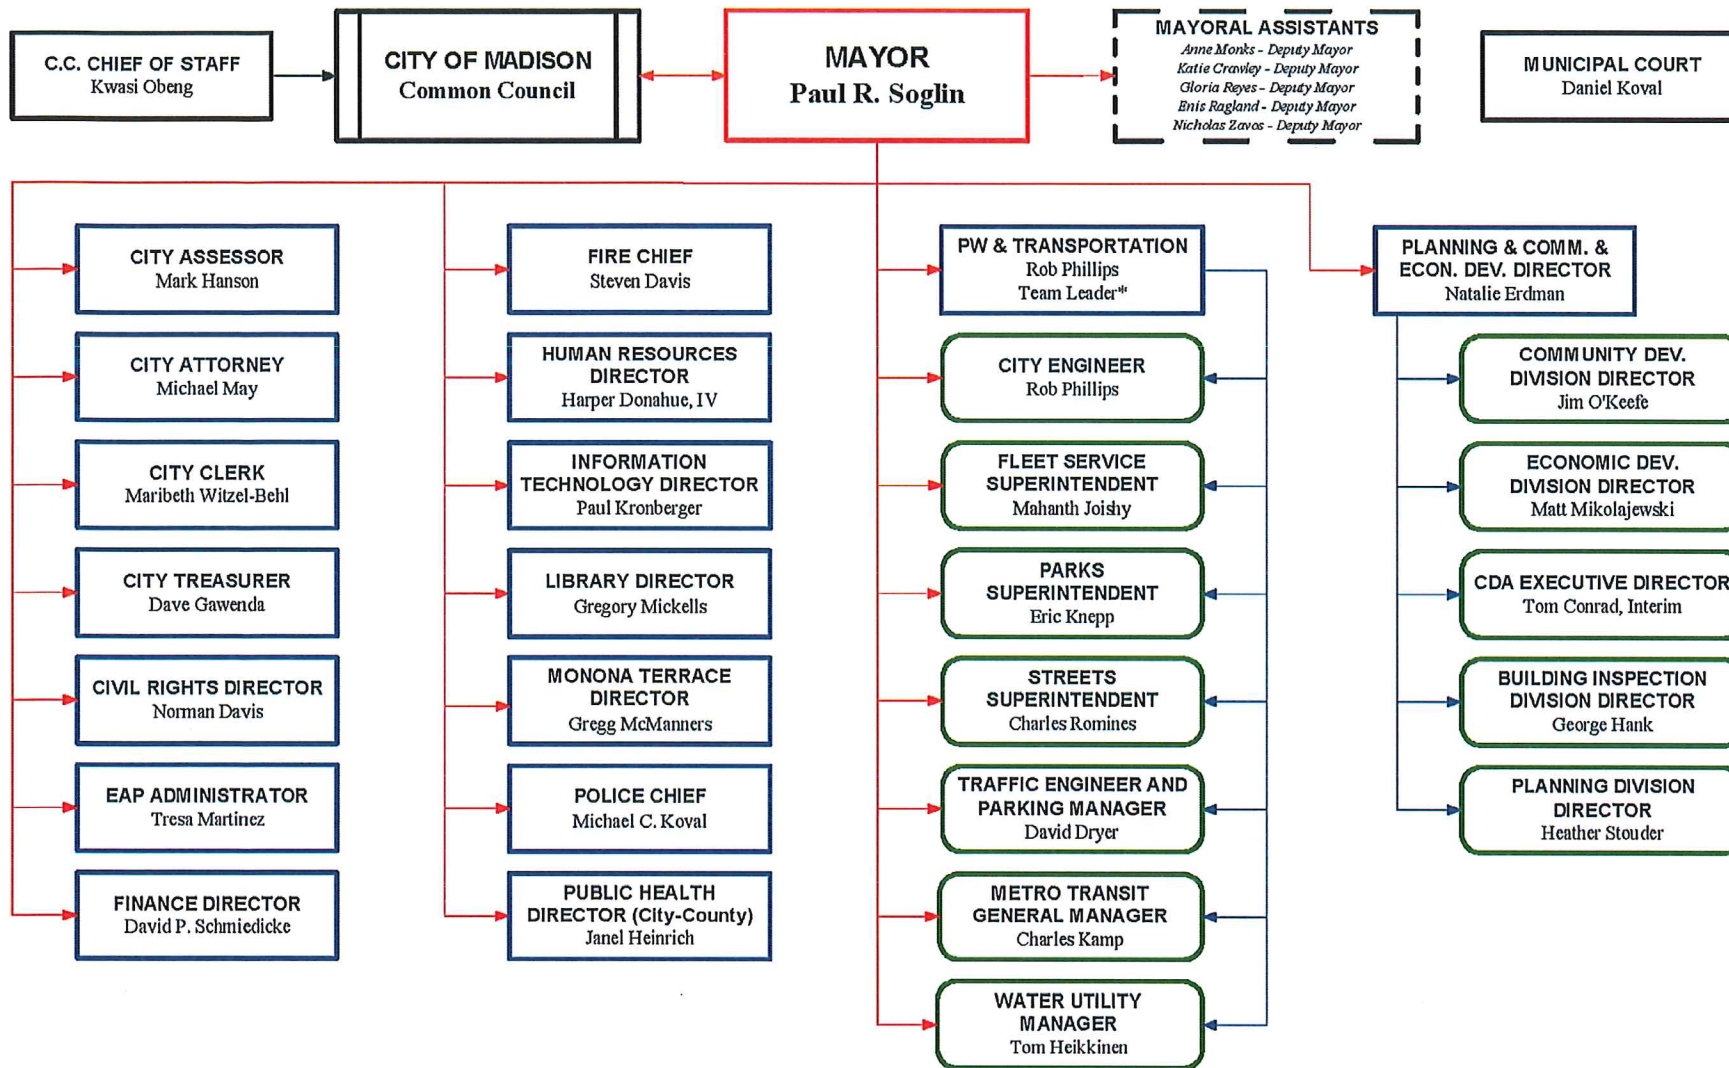 C.C. CHIEF OF STAFF
Kwasi Obeng
CITY OF MADISON
Common Council
MAYOR
Paul R. Soglin
MAYORAL ASSISTANTS
Anne Monks - Deputy Mayor
Katie Crawley - Deputy Mayor
Gloria Reyes - Deputy Mayor
Enis Ragland - Deputy Mayor
Nicholas Zavos - Deputy Mayor
MUNICIPAL COURT
Daniel Koval
CITY ASSESSOR
Mark Hanson
CITY ATTORNEY
Michael May
CITY CLERK
Maribeth Witzel-Behl
CITY TREASURER
Dave Gawenda
CIVIL RIGHTS DIRECTOR
Norman Davis
EAP ADMINISTRATOR
Tresa Martinez
FINANCE DIRECTOR
David P. Schmiedicke
FIRE CHIEF
Steven Davis
HUMAN RESOURCES
DIRECTOR
Harper Donahue, IV
INFORMATION
TECHNOLOGY DIRECTOR
Paul Kronberger
LIBRARY DIRECTOR
Gregory Mickells
MONONA TERRACE
DIRECTOR
Gregg McManners
POLICE CHIEF
Michael C. Koval
PUBLIC HEALTH
DIRECTOR (City-County)
Janel Heinrich
PW & TRANSPORTATION
Rob Phillips
Team Leader*
CITY ENGINEER
Rob Phillips
FLEET SERVICE
SUPERINTENDENT
Mahanth Joishy
PARKS
SUPERINTENDENT
Eric Knepp
STREETS
SUPERINTENDENT
Charles Romines
TRAFFIC ENGINEER AND
PARKING MANAGER
David Dryer
METRO TRANSIT
GENERAL MANAGER
Charles Kamp
WATER UTILITY
MANAGER
Tom Heikkinen
PLANNING & COMM. &
ECON. DEV. DIRECTOR
Natalie Erdman
COMMUNITY DEV.
DIVISION DIRECTOR
Jim O'Keefe
ECONOMIC DEV.
DIVISION DIRECTOR
Matt Mikolajewski
CDA EXECUTIVE DIRECTOR
Tom Conrad, Interim
BUILDING INSPECTION
DIVISION DIRECTOR
George Hank
PLANNING DIVISION
DIRECTOR
Heather Stouder